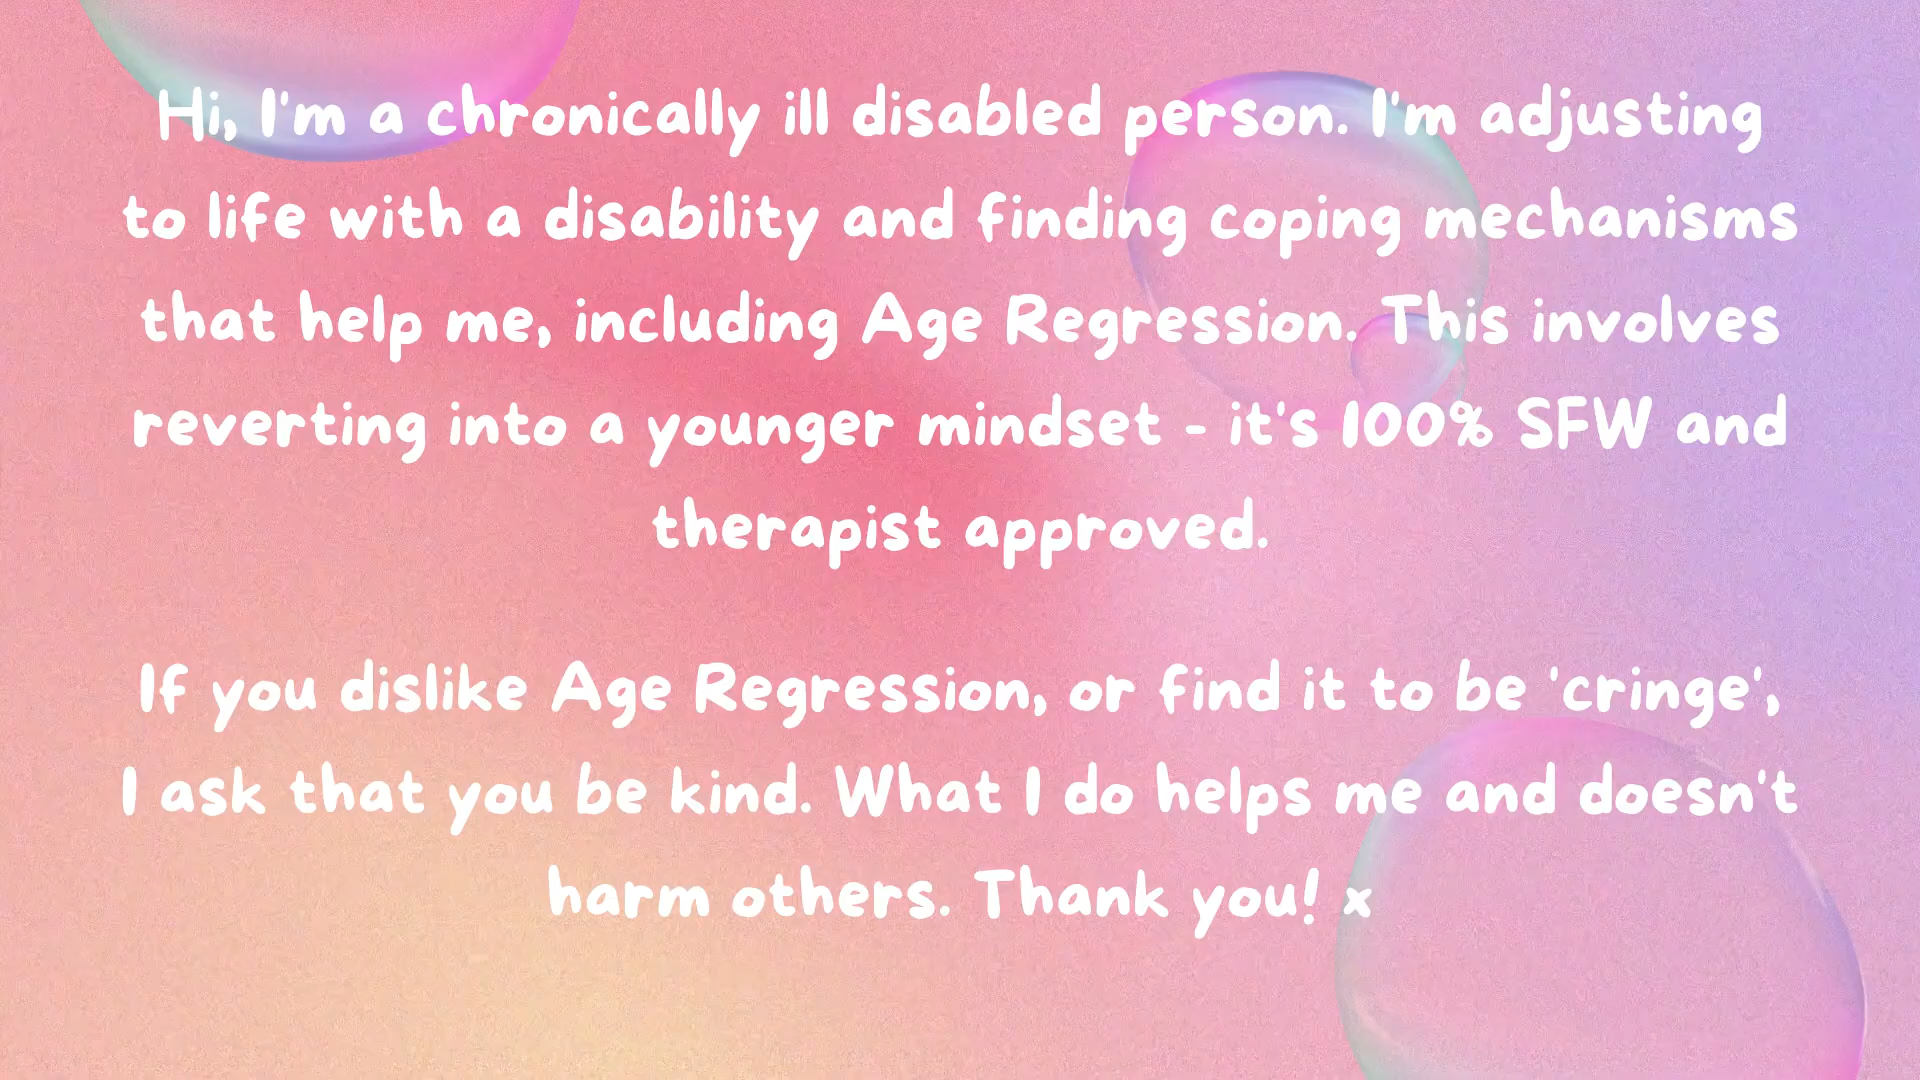 Hi, I'm a chronically ill disabled person. I'm adjusting
to life with a disability and finding coping mechanisms
that help me, including Age Regression. This involves
reverting into a younger mindset - it's 100% SFW and
therapist approved.
If you dislike Age Regression, or find it to be 'cringe',
I ask that you be kind. What I do helps me and doesn't
harm others. Thank you! x